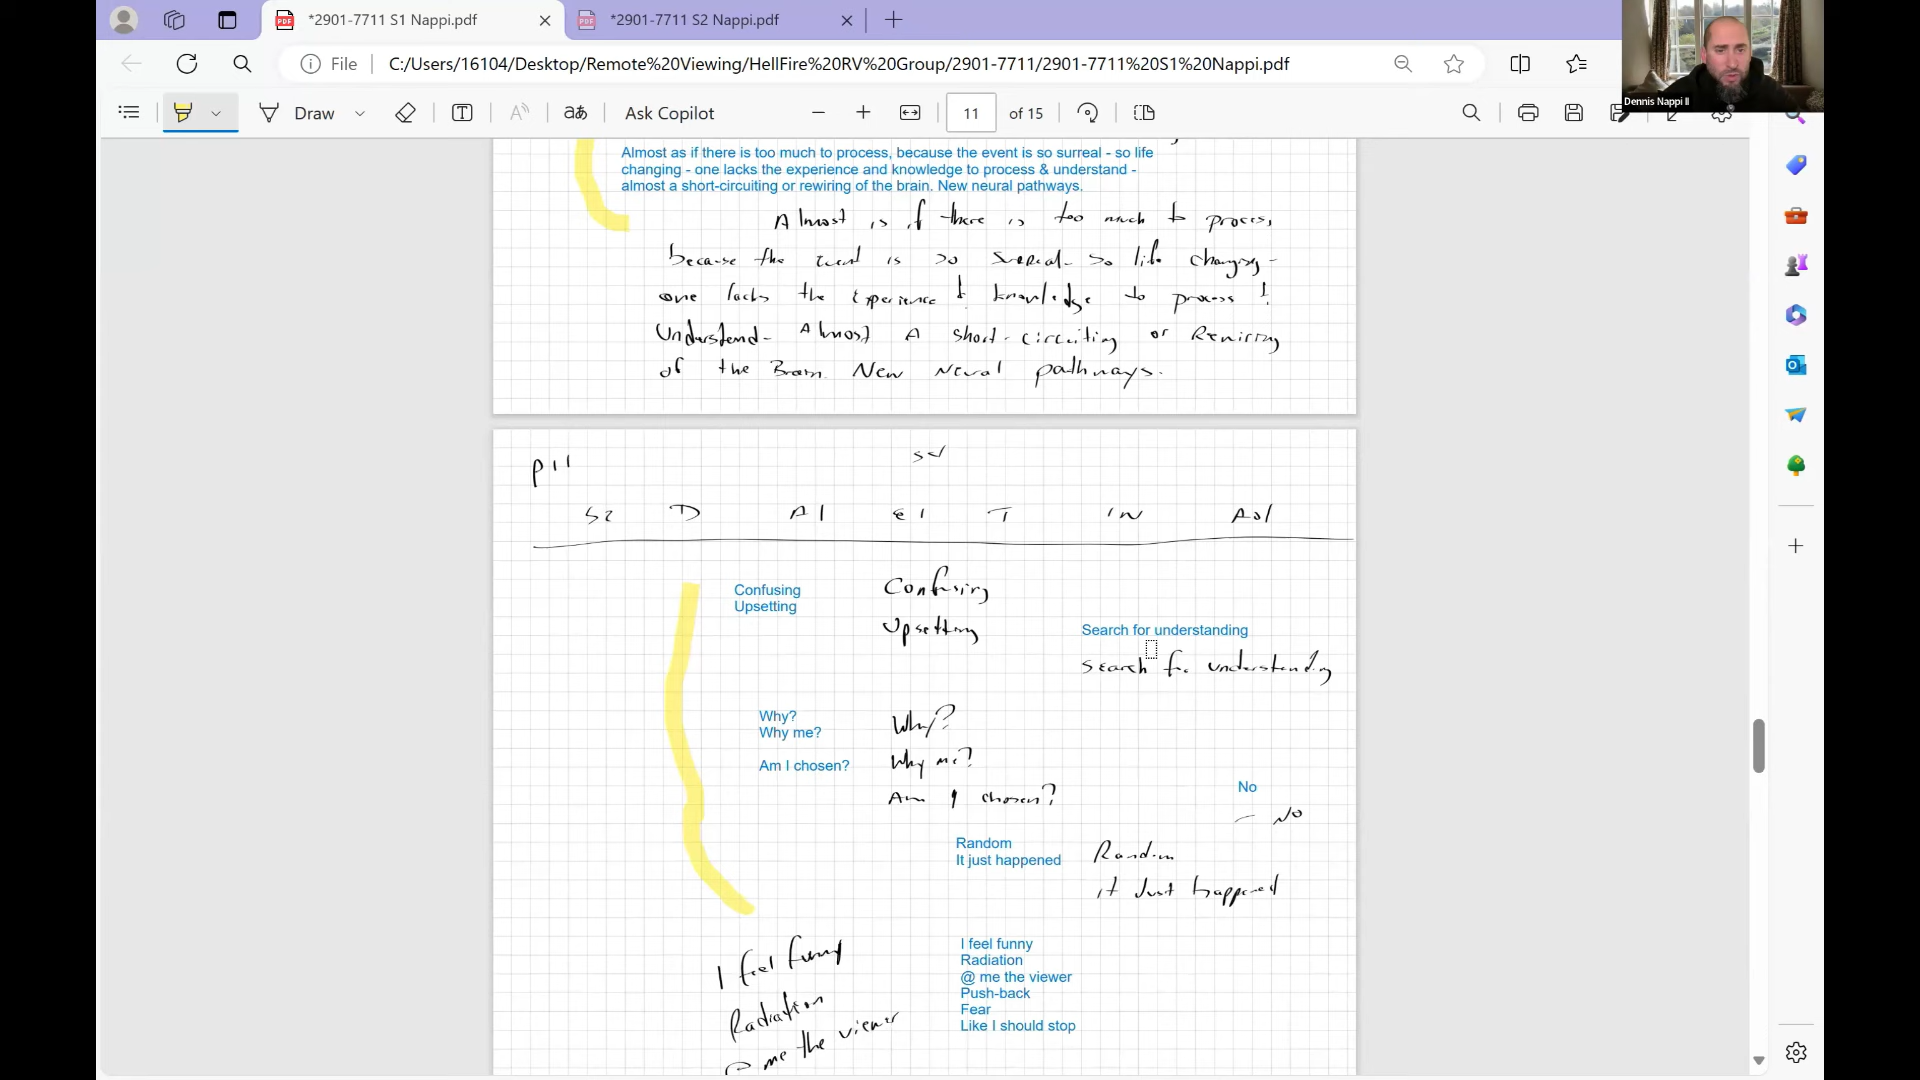 *2901-7711 S1 Nappi.pdf
*2901-7711 S2 Nappi.pdf
File
C:/Users/16104/Desktop/Remote%20Viewing/HellFire%20RV%20Group/2901-7711/2901-7711%20S1%20Nappi.pdf
Dennis Nappi II
Draw
Ask Copilot
11 of 15
Almost as if there is too much to process, because the event is so surreal - so life
changing - one lacks the experience and knowledge to process & understand -
almost a short-circuiting or rewiring of the brain. New neural pathways.
Almost is if there is too much to process,
because the event is so surreal - so life changing -
one lacks the experience & knowledge to process &
understand - Almost A short-circuiting or Rewiring
of the Brain. New Neural pathways.
p11
S2 D AI EI T IN Aol
Confusing
Upsetting
Confusing
Upsetting
Search for understanding
Search for understanding
Why?
Why me?
Am I chosen?
Why?
Why me?
Am I chosen?
No
- No
Random
It just happened
Random
it Just happened
I feel funny
Radiation
@ me the viewer
Push-back
Fear
Like I should stop
I feel funny
Radiation
@ me the viewer